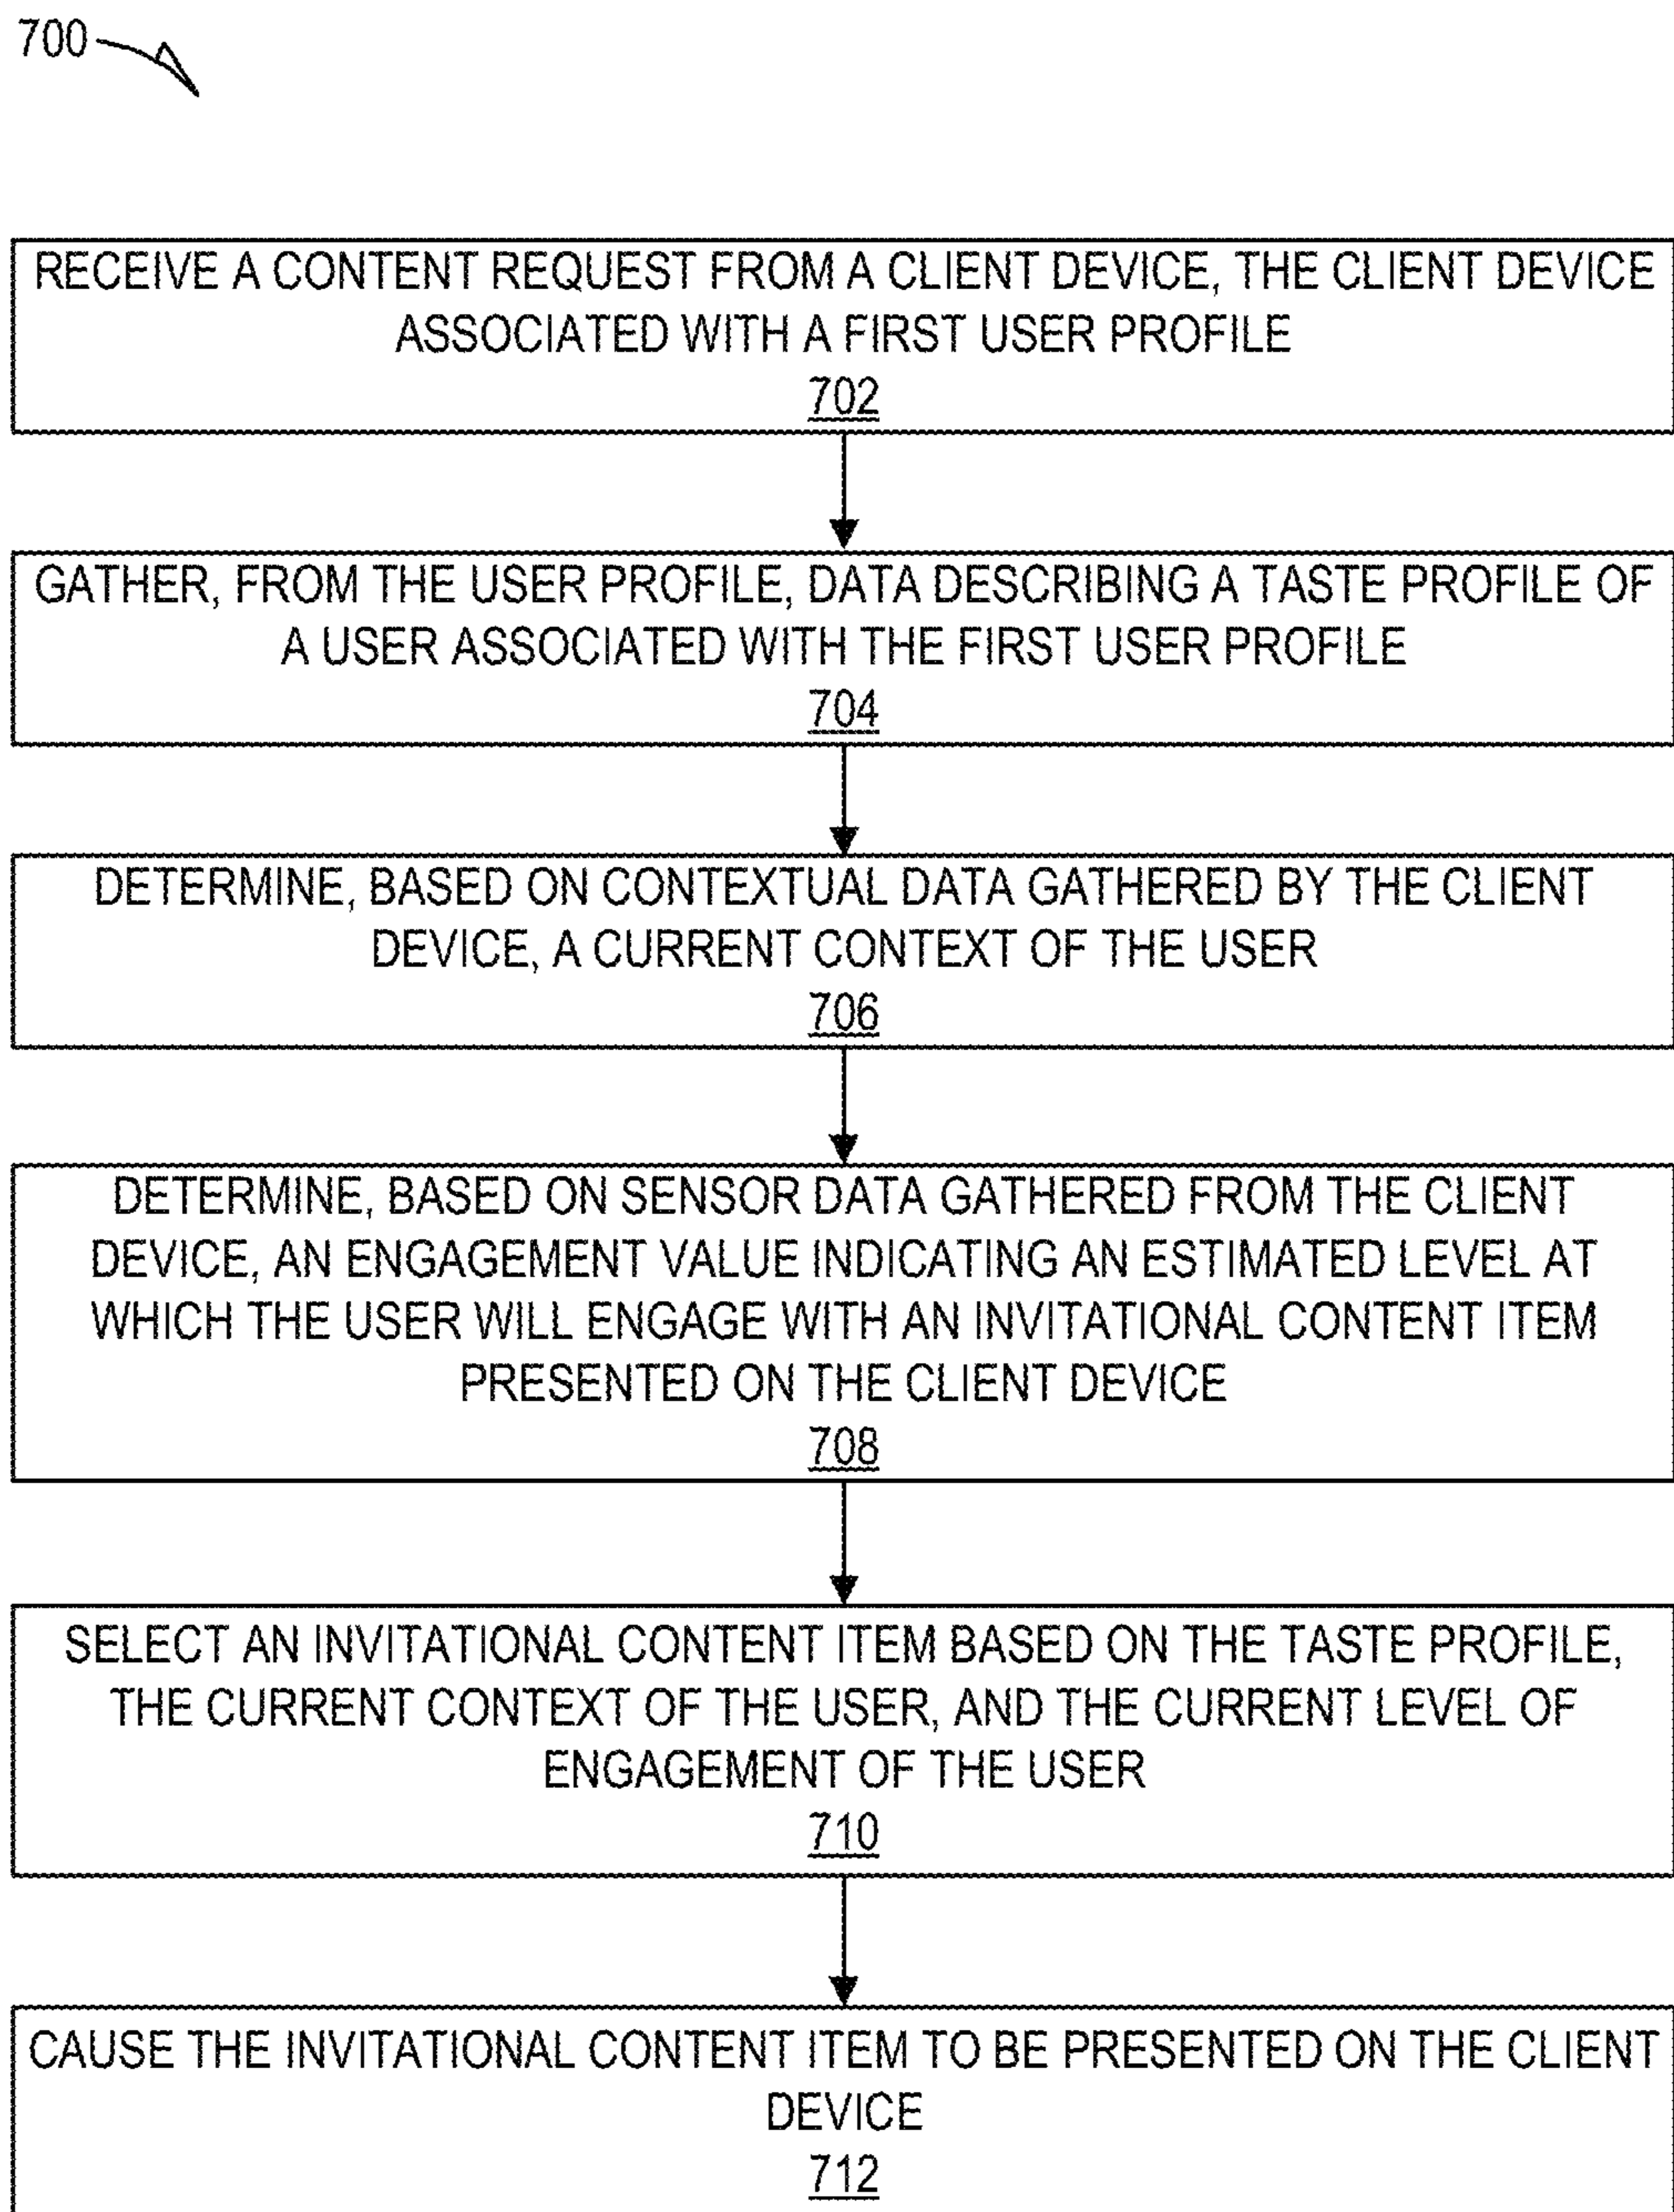 700
RECEIVE A CONTENT REQUEST FROM A CLIENT DEVICE, THE CLIENT DEVICE
ASSOCIATED WITH A FIRST USER PROFILE
702
GATHER, FROM THE USER PROFILE, DATA DESCRIBING A TASTE PROFILE OF
A USER ASSOCIATED WITH THE FIRST USER PROFILE
704
DETERMINE, BASED ON CONTEXTUAL DATA GATHERED BY THE CLIENT
DEVICE, A CURRENT CONTEXT OF THE USER
706
DETERMINE, BASED ON SENSOR DATA GATHERED FROM THE CLIENT
DEVICE, AN ENGAGEMENT VALUE INDICATING AN ESTIMATED LEVEL AT
WHICH THE USER WILL ENGAGE WITH AN INVITATIONAL CONTENT ITEM
PRESENTED ON THE CLIENT DEVICE
708
SELECT AN INVITATIONAL CONTENT ITEM BASED ON THE TASTE PROFILE,
THE CURRENT CONTEXT OF THE USER, AND THE CURRENT LEVEL OF
ENGAGEMENT OF THE USER
710
CAUSE THE INVITATIONAL CONTENT ITEM TO BE PRESENTED ON THE CLIENT
DEVICE
712